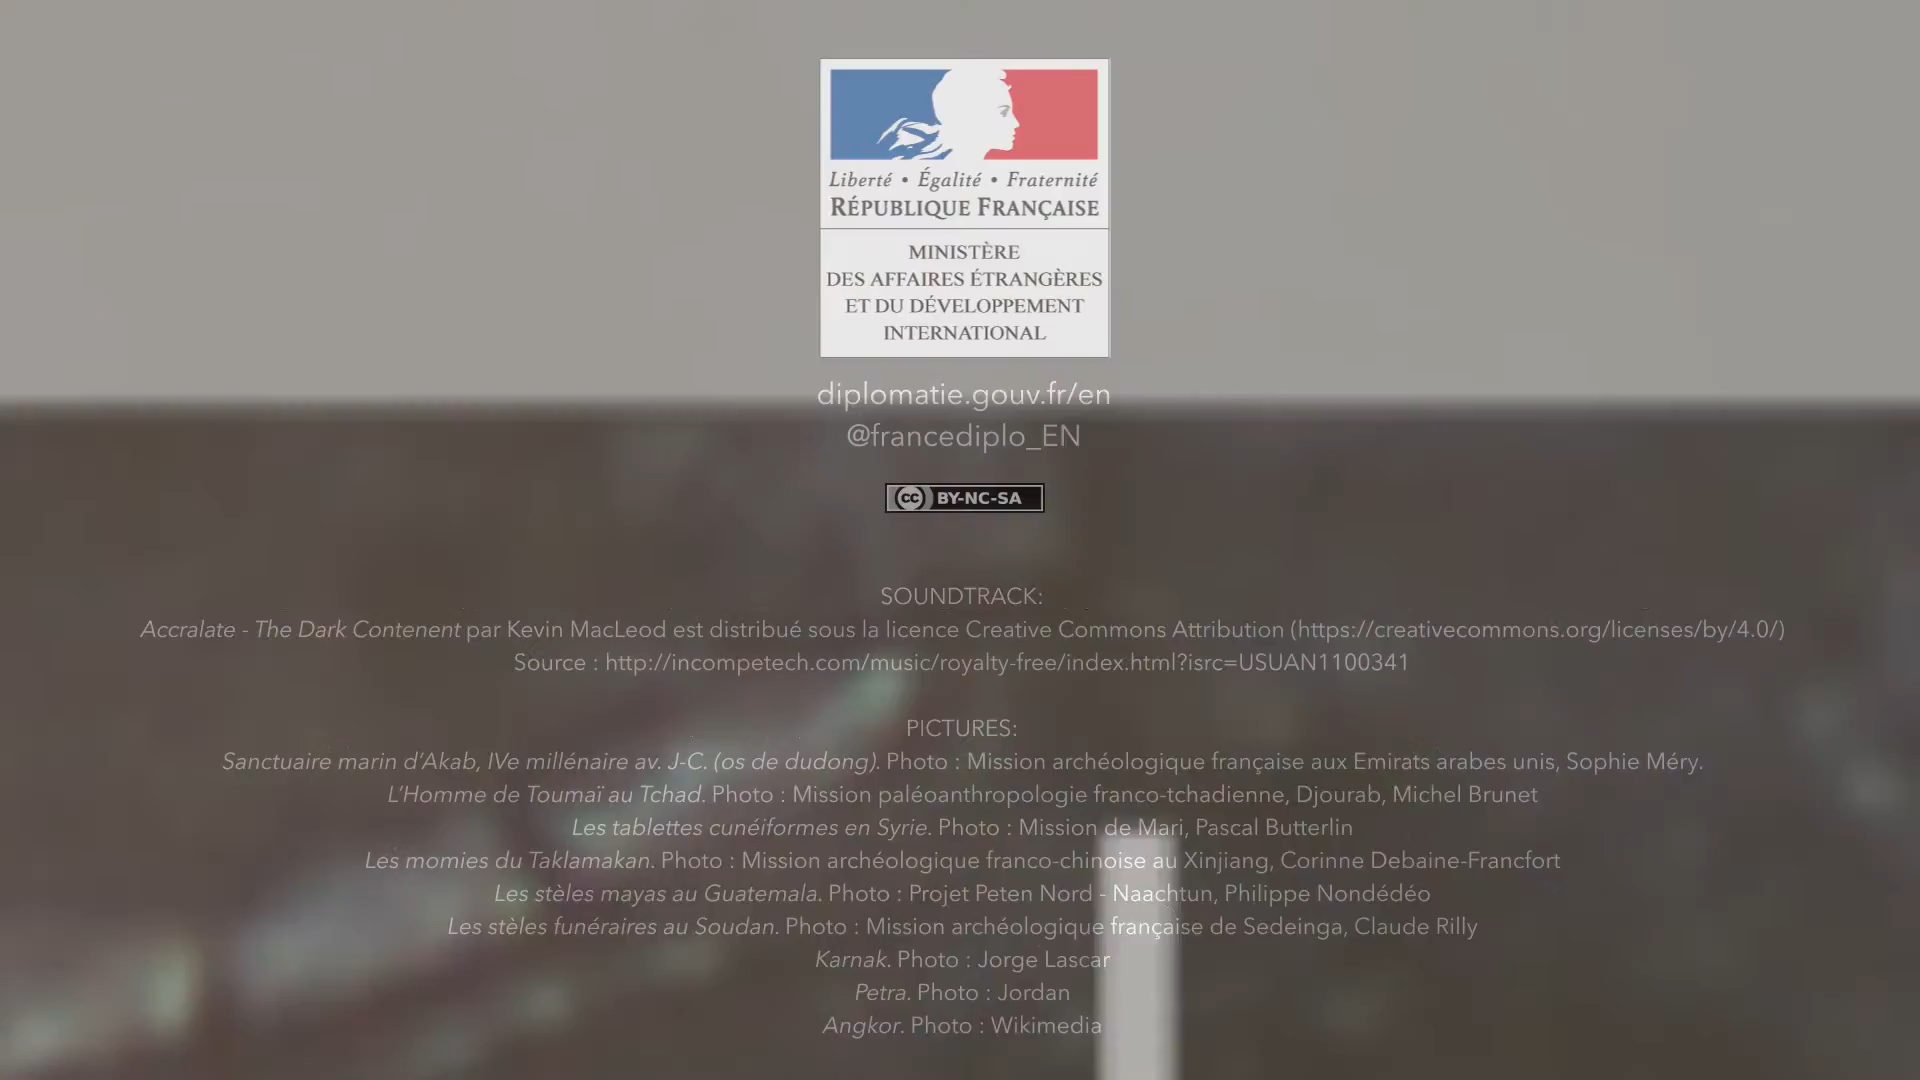 Liberté • Égalité • Fraternité
RÉPUBLIQUE FRANÇAISE
MINISTÈRE
DES AFFAIRES ÉTRANGÈRES
ET DU DÉVELOPPEMENT
INTERNATIONAL
diplomatie.gouv.fr/en
@francediplo_EN
cc BY-NC-SA
SOUNDTRACK:
Accralate - The Dark Contenent par Kevin MacLeod est distribué sous la licence Creative Commons Attribution (https://creativecommons.org/licenses/by/4.0/)
Source : http://incompetech.com/music/royalty-free/index.html?isrc=USUAN1100341
PICTURES:
Sanctuaire marin d'Akab, IVe millénaire av. J-C. (os de dudong). Photo : Mission archéologique française aux Emirats arabes unis, Sophie Méry.
L'Homme de Toumaï au Tchad. Photo : Mission paléoanthropologie franco-tchadienne, Djourab, Michel Brunet
Les tablettes cunéiformes en Syrie. Photo : Mission de Mari, Pascal Butterlin
Les momies du Taklamakan. Photo : Mission archéologique franco-chinoise au Xinjiang, Corinne Debaine-Francfort
Les stèles mayas au Guatemala. Photo : Projet Peten Nord - Naachtun, Philippe Nondédéo
Les stèles funéraires au Soudan. Photo : Mission archéologique française de Sedeinga, Claude Rilly
Karnak. Photo : Jorge Lascar
Petra. Photo : Jordan
Angkor. Photo : Wikimedia